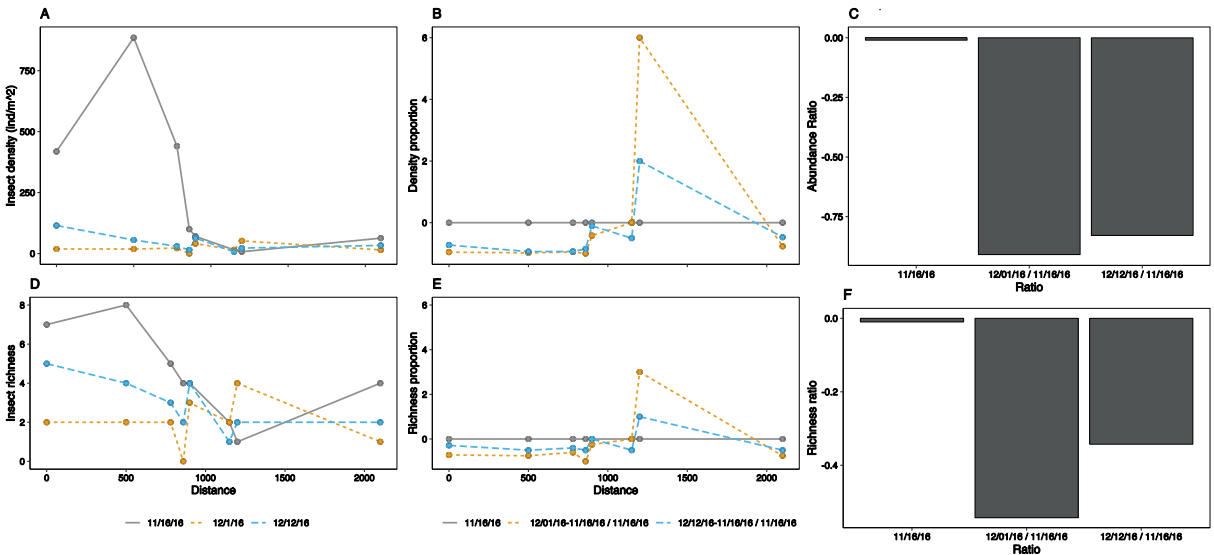 A
Insect density (ind/m^2)
750
500
250
0
B
Density proportion
6
4
2
0
C
Abundance Ratio
0.00
-0.25
-0.50
-0.75
11/16/16 12/01/16 / 11/16/16 12/12/16 / 11/16/16
Ratio
D
Insect richness
8
6
4
2
0
0 500 1000 1500 2000
Distance
E
Richness proportion
6
4
2
0
0 500 1000 1500 2000
Distance
F
Richness ratio
0.0
-0.2
-0.4
11/16/16 12/01/16 / 11/16/16 12/12/16 / 11/16/16
Ratio
11/16/16 12/1/16 12/12/16
11/16/16 12/01/16-11/16/16 / 11/16/16 12/12/16-11/16/16 / 11/16/16